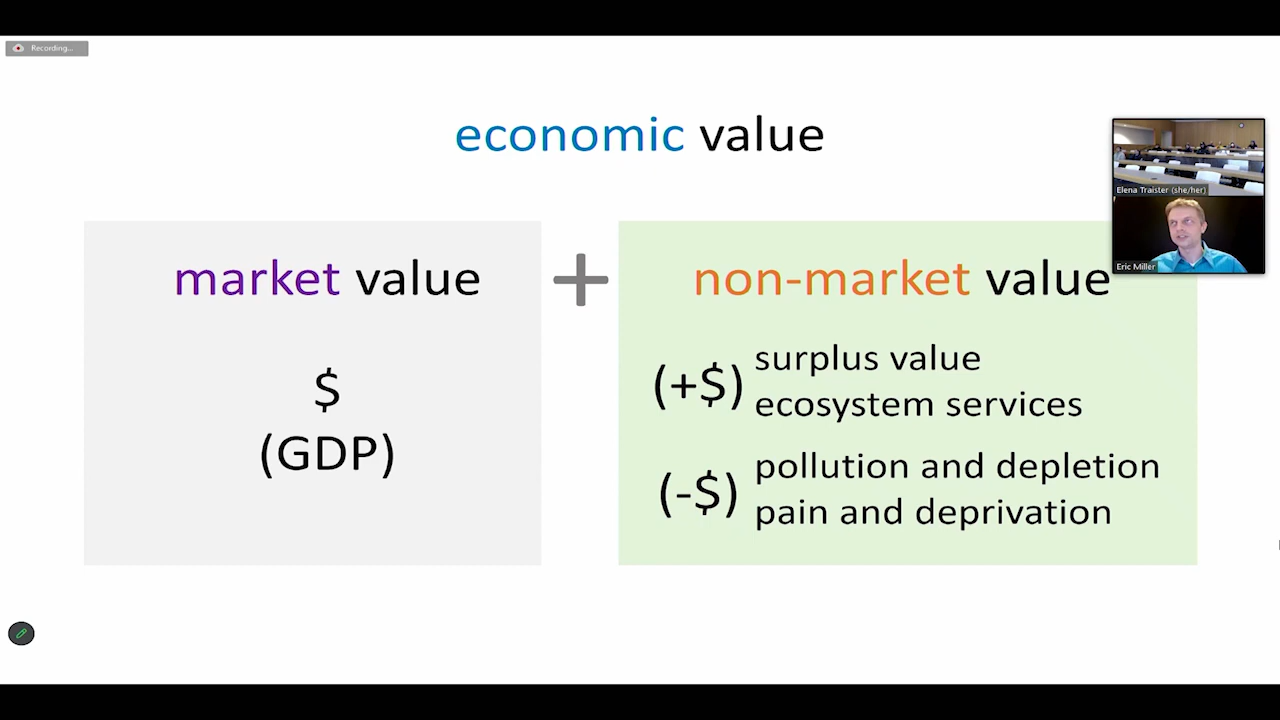 Recording...
economic value
market value
+
non-market value
$
(GDP)
(+$) surplus value
ecosystem services
(-$) pollution and depletion
pain and deprivation
Elena Traister (she/her)
Eric Miller